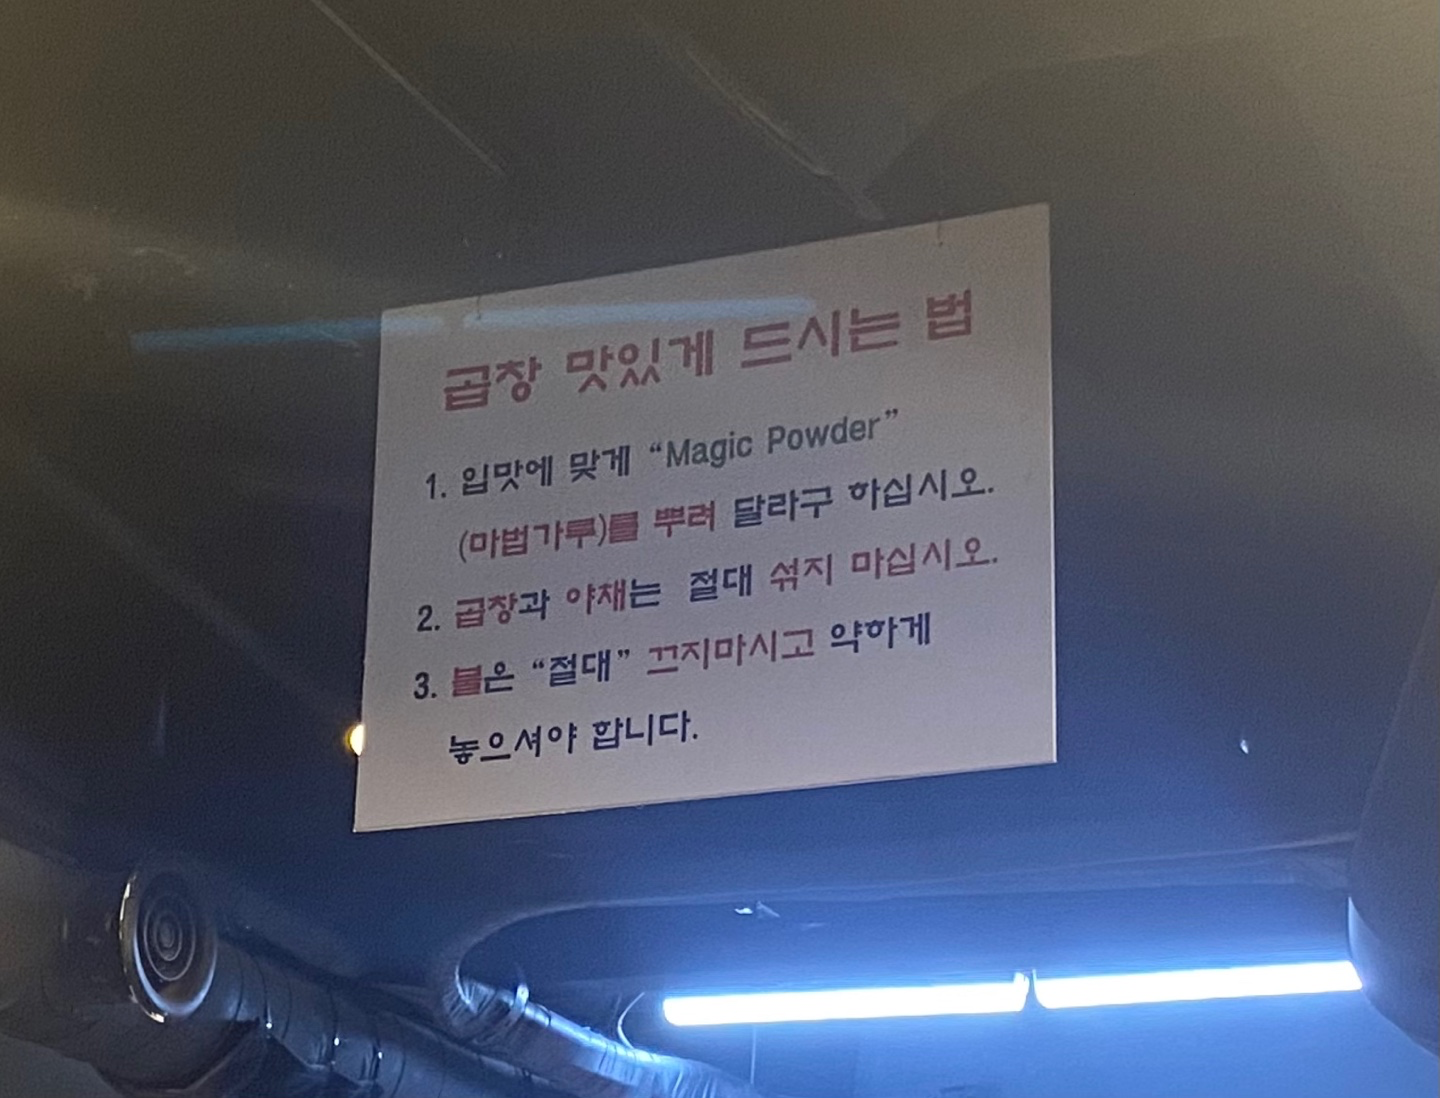 곱창 맛있게 드시는 법
1. 입맛에 맞게 “Magic Powder”
(마법가루)를 뿌려 달라구 하십시오.
2. 곱창과 야채는 절대 섞지 마십시오.
3. 불은 “절대” 끄지마시고 약하게
놓으셔야 합니다.